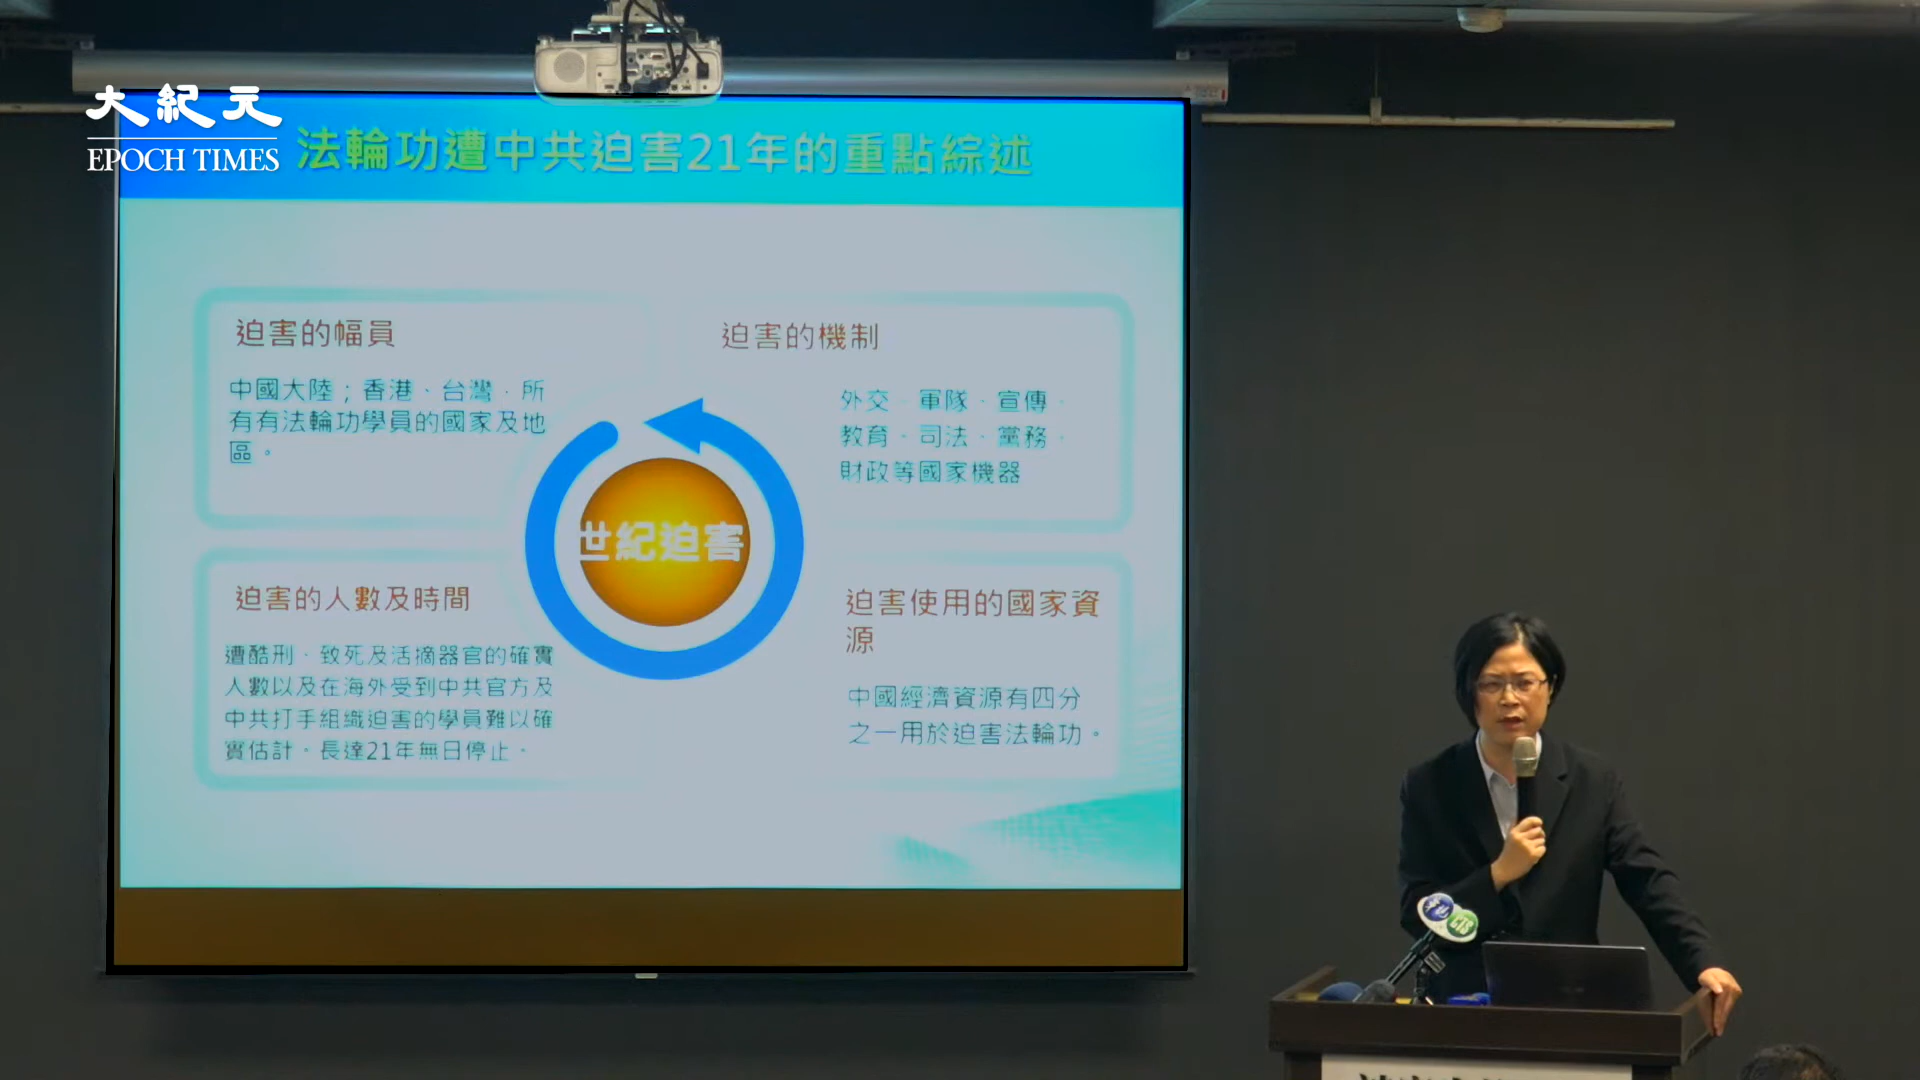 大紀元
EPOCH TIMES
法輪功遭中共迫害21年的重點綜述
迫害的幅員
中國大陸；香港、台灣、所
有有法輪功學員的國家及地
區。
迫害的機制
外交、軍隊、宣傳、
教育、司法、黨務、
財政等國家機器
世紀迫害
迫害的人數及時間
遭酷刑、致死及活摘器官的確實
人數以及在海外受到中共官方及
中共打手組織迫害的學員難以確
實估計。長達21年無日停止。
迫害使用的國家資
源
中國經濟資源有四分
之一用於迫害法輪功。
CTS